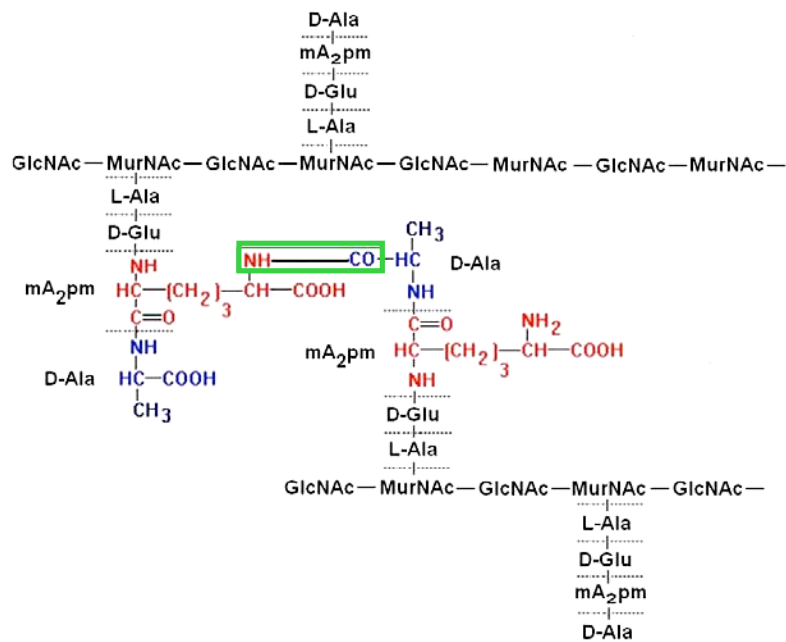 D-Ala
mA2pm
D-Glu
L-Ala
GlcNAc—MurNAc—GlcNAc—MurNAc—GlcNAc—MurNAc—GlcNAc—MurNAc—
L-Ala
D-Glu
CH3
NH NH CO-HC D-Ala
mA2pm HC—(CH2)3—CH—COOH NH
C=O C=O NH2
NH mA2pm HC—(CH2)3—CH—COOH
D-Ala HC—COOH NH
CH3
D-Glu
L-Ala
GlcNAc—MurNAc—GlcNAc—MurNAc—GlcNAc—
L-Ala
D-Glu
mA2pm
D-Ala